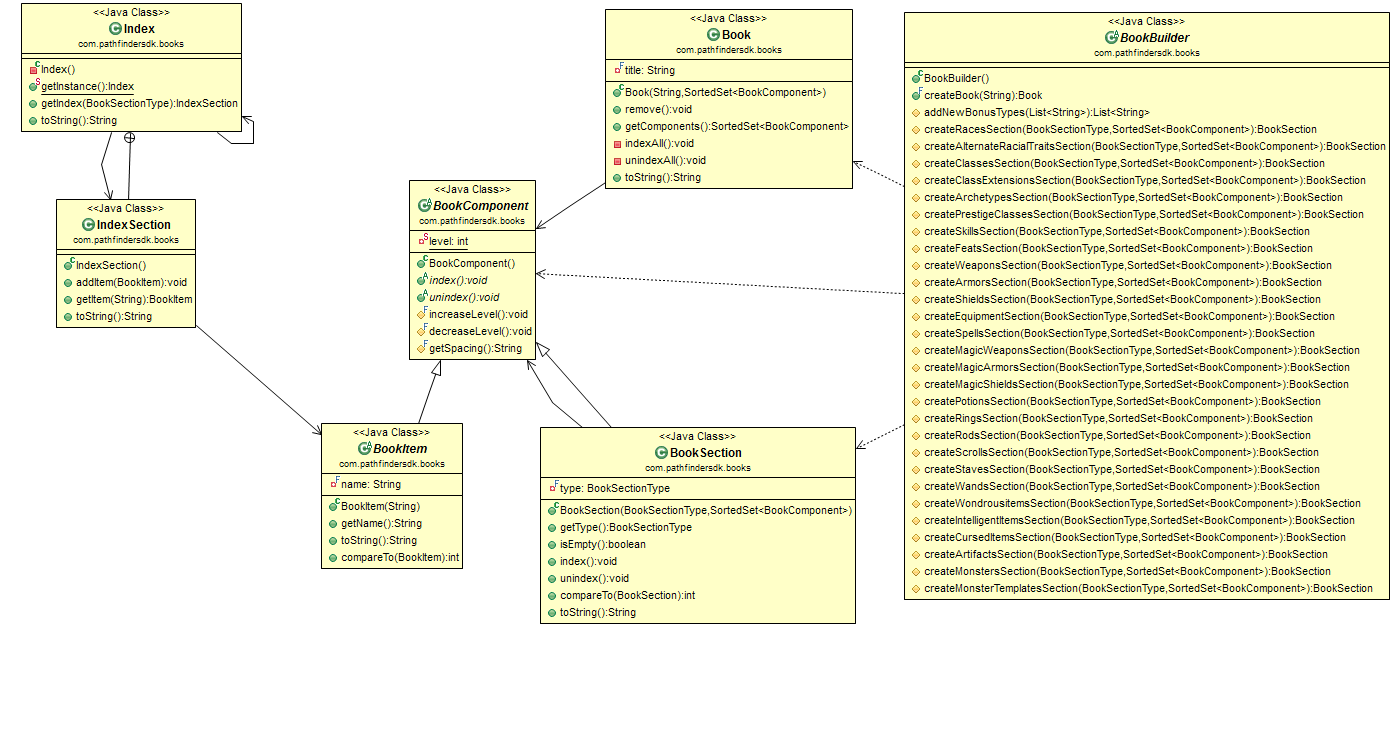 <<Java Class>>
Index
com.pathfindersdk.books
Index()
getInstance():Index
getIndex(BookSectionType):IndexSection
toString():String
<<Java Class>>
IndexSection
com.pathfindersdk.books
IndexSection()
addItem(BookItem):void
getItem(String):BookItem
toString():String
<<Java Class>>
BookComponent
com.pathfindersdk.books
level: int
BookComponent()
index():void
unindex():void
increaseLevel():void
decreaseLevel():void
getSpacing():String
<<Java Class>>
BookItem
com.pathfindersdk.books
name: String
BookItem(String)
getName():String
toString():String
compareTo(BookItem):int
<<Java Class>>
Book
com.pathfindersdk.books
title: String
Book(String,SortedSet<BookComponent>)
remove():void
getComponents():SortedSet<BookComponent>
indexAll():void
unindexAll():void
toString():String
<<Java Class>>
BookSection
com.pathfindersdk.books
type: BookSectionType
BookSection(BookSectionType,SortedSet<BookComponent>)
getType():BookSectionType
isEmpty():boolean
index():void
unindex():void
compareTo(BookSection):int
toString():String
<<Java Class>>
BookBuilder
com.pathfindersdk.books
BookBuilder()
createBook(String):Book
addNewBonusTypes(List<String>):List<String>
createRacesSection(BookSectionType,SortedSet<BookComponent>):BookSection
createAlternateRacialTraitsSection(BookSectionType,SortedSet<BookComponent>):BookSection
createClassesSection(BookSectionType,SortedSet<BookComponent>):BookSection
createClassExtensionsSection(BookSectionType,SortedSet<BookComponent>):BookSection
createArchetypesSection(BookSectionType,SortedSet<BookComponent>):BookSection
createPrestigeClassesSection(BookSectionType,SortedSet<BookComponent>):BookSection
createSkillsSection(BookSectionType,SortedSet<BookComponent>):BookSection
createFeatsSection(BookSectionType,SortedSet<BookComponent>):BookSection
createWeaponsSection(BookSectionType,SortedSet<BookComponent>):BookSection
createArmorsSection(BookSectionType,SortedSet<BookComponent>):BookSection
createShieldsSection(BookSectionType,SortedSet<BookComponent>):BookSection
createEquipmentSection(BookSectionType,SortedSet<BookComponent>):BookSection
createSpellsSection(BookSectionType,SortedSet<BookComponent>):BookSection
createMagicWeaponsSection(BookSectionType,SortedSet<BookComponent>):BookSection
createMagicArmorsSection(BookSectionType,SortedSet<BookComponent>):BookSection
createMagicShieldsSection(BookSectionType,SortedSet<BookComponent>):BookSection
createPotionsSection(BookSectionType,SortedSet<BookComponent>):BookSection
createRingsSection(BookSectionType,SortedSet<BookComponent>):BookSection
createRodsSection(BookSectionType,SortedSet<BookComponent>):BookSection
createScrollsSection(BookSectionType,SortedSet<BookComponent>):BookSection
createStavesSection(BookSectionType,SortedSet<BookComponent>):BookSection
createWandsSection(BookSectionType,SortedSet<BookComponent>):BookSection
createWondrousitemsSection(BookSectionType,SortedSet<BookComponent>):BookSection
createIntelligentItemsSection(BookSectionType,SortedSet<BookComponent>):BookSection
createCursedItemsSection(BookSectionType,SortedSet<BookComponent>):BookSection
createArtifactsSection(BookSectionType,SortedSet<BookComponent>):BookSection
createMonstersSection(BookSectionType,SortedSet<BookComponent>):BookSection
createMonsterTemplatesSection(BookSectionType,SortedSet<BookComponent>):BookSection